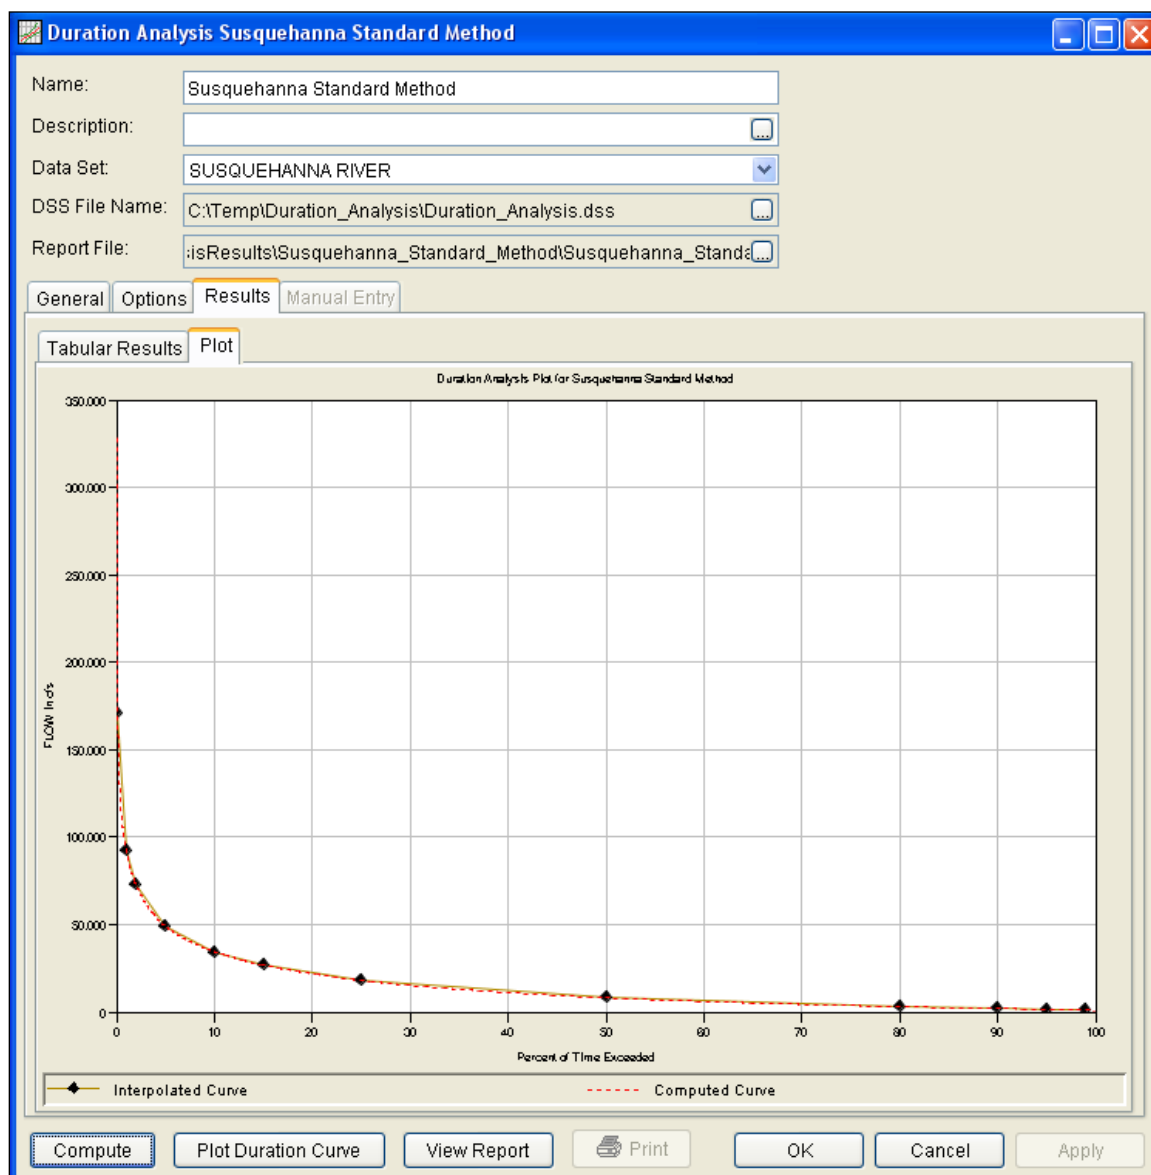 Duration Analysis Susquehanna Standard Method
Name: Susquehanna Standard Method
Description: ...
Data Set: SUSQUEHANNA RIVER
DSS File Name: C:\Temp\Duration_Analysis\Duration_Analysis.dss ...
Report File: isResults\Susquehanna_Standard_Method\Susquehanna_Standa ...
General Options Results Manual Entry
Tabular Results Plot
Duration Analysis Plot for Susquehanna Standard Method
350,000
300,000
250,000
200,000
150,000
100,000
50,000
0
FLOW in cfs
0 10 20 30 40 50 60 70 80 90 100
Percent of Time Exceeded
Interpolated Curve Computed Curve
Compute Plot Duration Curve View Report Print OK Cancel Apply